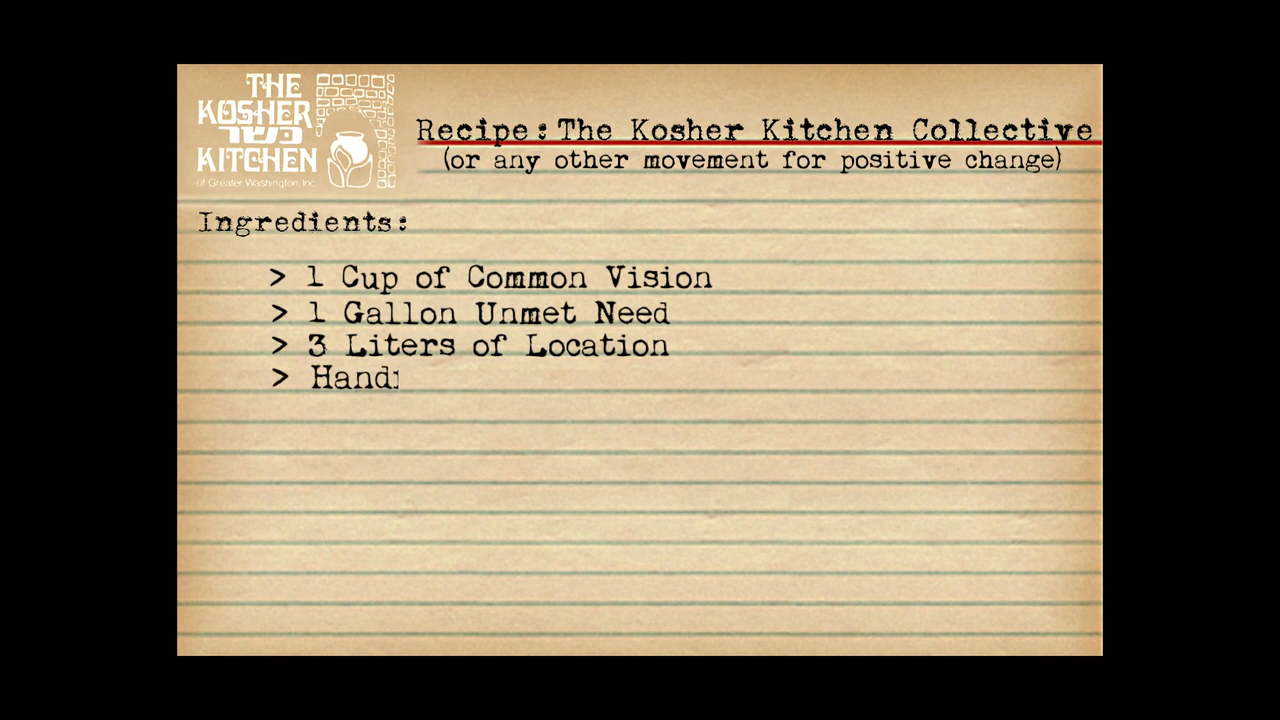 THE
KOSHER
כשר
KITCHEN
of Greater Washington Inc.
Recipe: The Kosher Kitchen Collective
(or any other movement for positive change)
Ingredients:
> 1 Cup of Common Vision
> 1 Gallon Unmet Need
> 3 Liters of Location
>